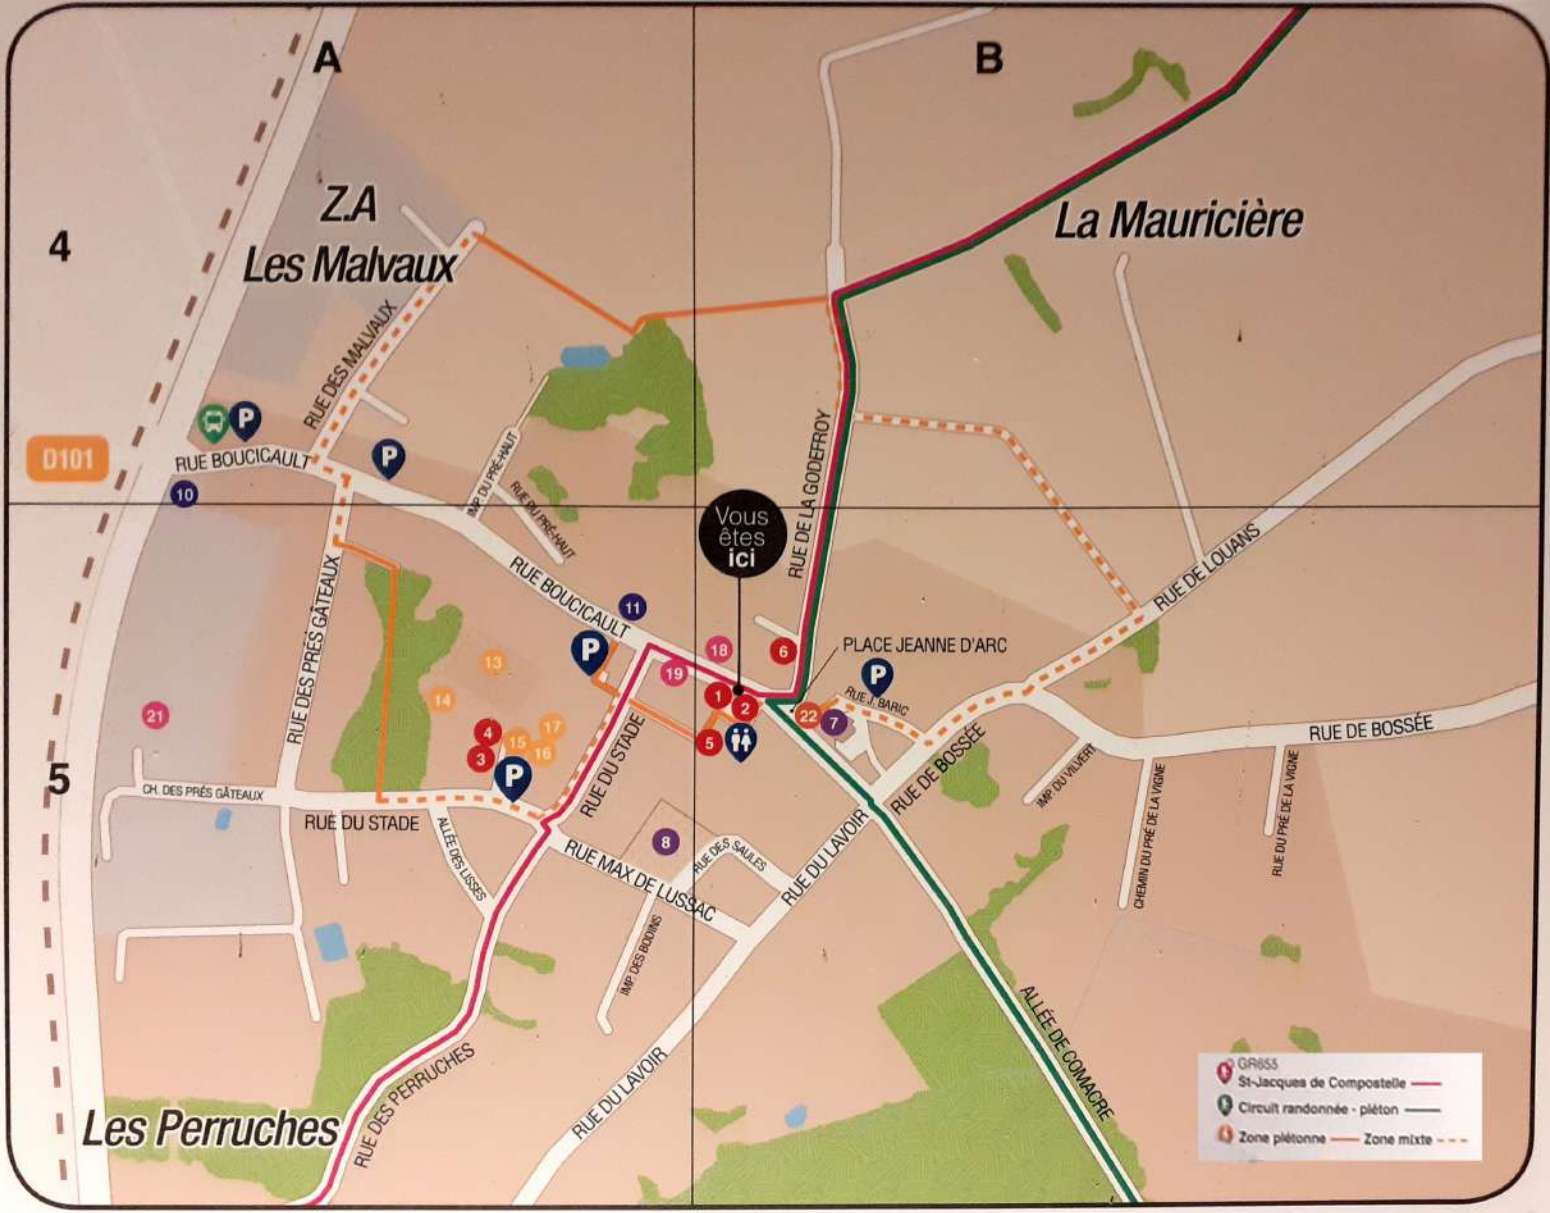 A
B
4
5
Z.A
Les Malvaux
La Mauricière
Les Perruches
D101
RUE DES MALVAUX
P
RUE BOUCICAULT
P
10
IMP. DU PRÉ-HAUT
RUE DU PRÉ-HAUT
RUE DE LA GODEFROY
Vous
êtes
ici
RUE DE LOUANS
RUE BOUCICAULT
11
RUE DES PRÉS GÂTEAUX
P
18
6
PLACE JEANNE D'ARC
13
19
P
14
1
2
RUE J. BARIC
21
22
7
4
17
15
16
3
5
P
RUE DU STADE
RUE DE BOSSÉE
RUE DE BOSSÉE
CH. DES PRÉS GÂTEAUX
RUE DU STADE
IMP. DU VILVERT
CHEMIN DU PRÉ DE LA VIGNE
RUE DU PRÉ DE LA VIGNE
ALLÉE DES LISSES
8
RUE DES SAULES
RUE MAX DE LUSSAC
RUE DU LAVOIR
IMP. DES BODINS
RUE DES PERRUCHES
RUE DU LAVOIR
ALLÉE DE COMACRE
GR655
St-Jacques de Compostelle
Circuit randonnée - piéton
Zone piétonne
Zone mixte